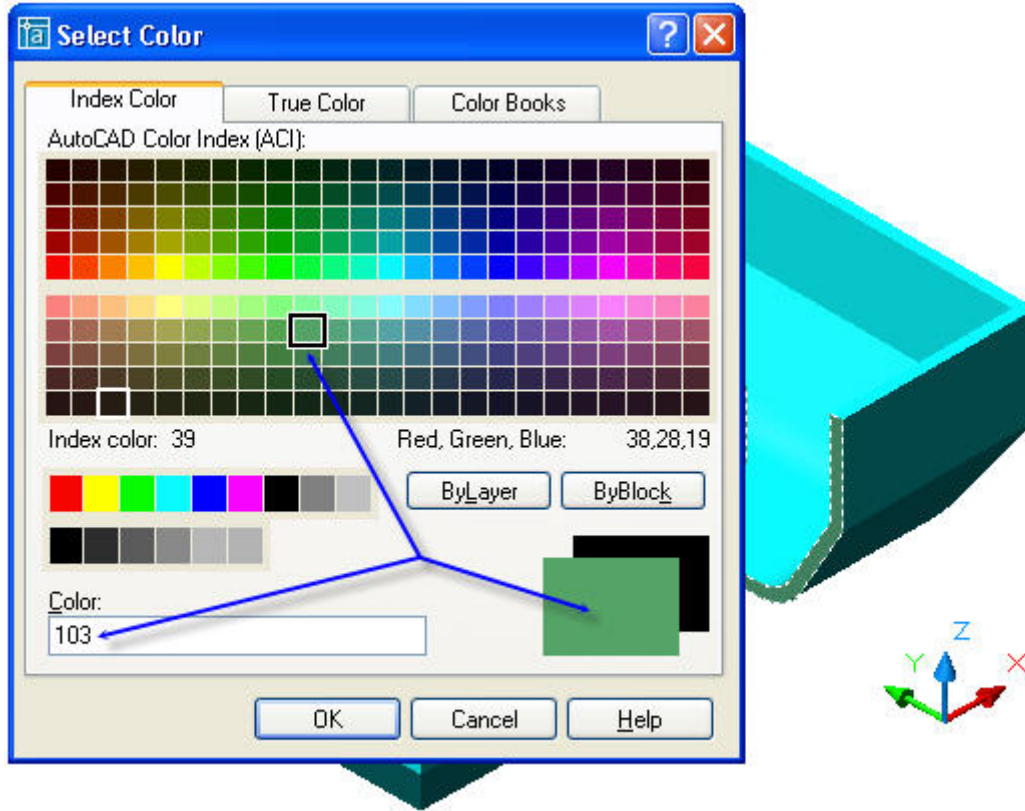 Select Color
Index Color True Color Color Books
AutoCAD Color Index (ACI):
Index color: 39 Red, Green, Blue: 38,28,19
ByLayer ByBlock
Color:
103
Z
Y X
OK Cancel Help